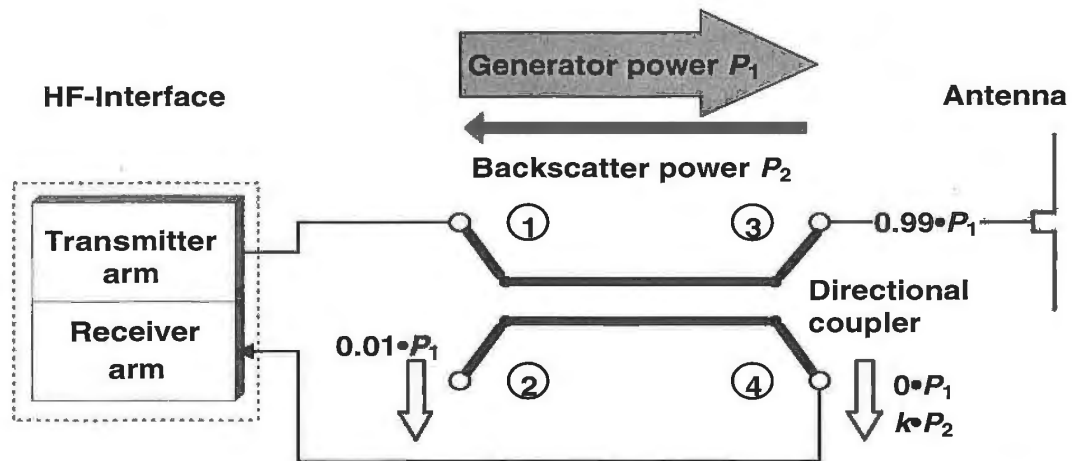 Generator power P₁
HF-Interface
Antenna
Backscatter power P₂
1
3
0.99•P₁
Transmitter
arm
Directional
coupler
Receiver
arm
0.01•P₁
2
4
0•P₁
k•P₂